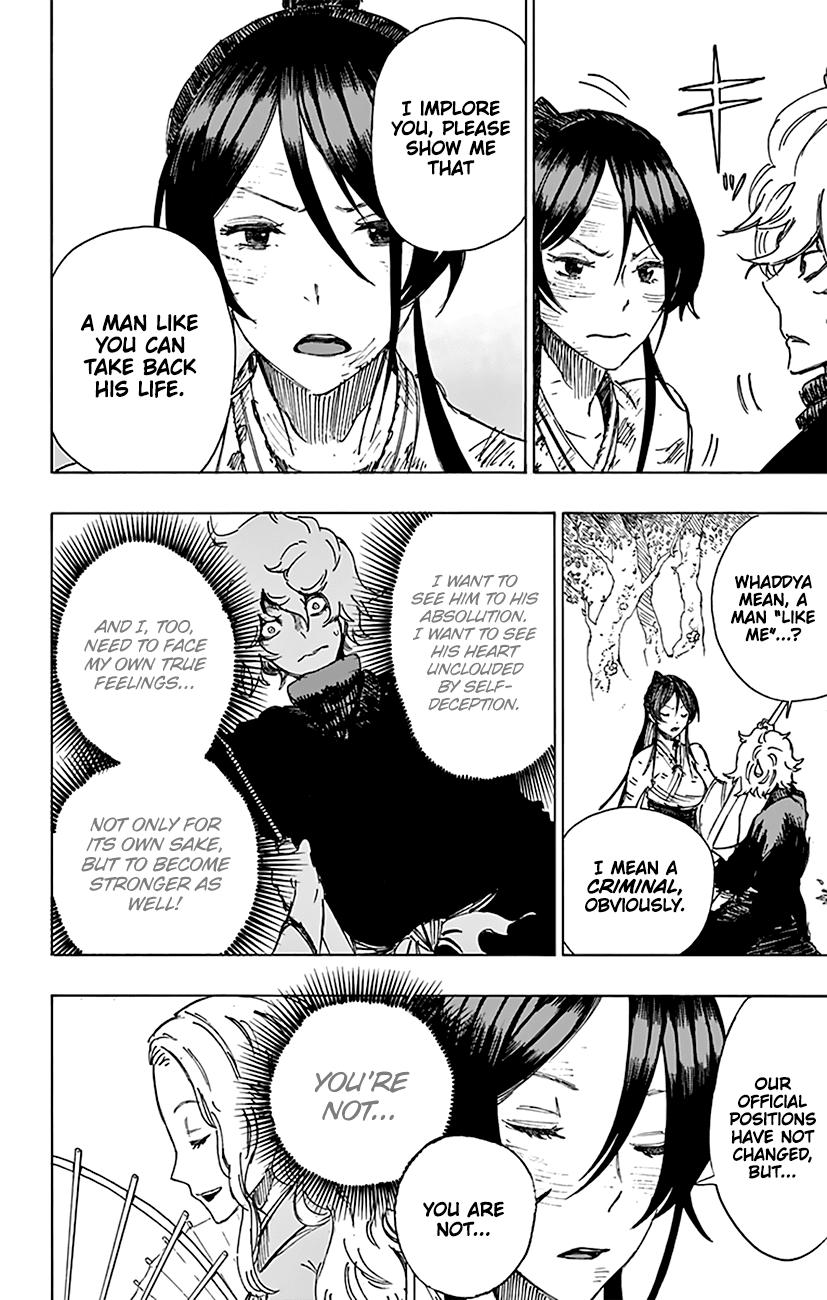 I IMPLORE
YOU, PLEASE
SHOW ME
THAT
A MAN LIKE
YOU CAN
TAKE BACK
HIS LIFE.
WHADDYA
MEAN, A
MAN "LIKE
ME"...?
I MEAN A
CRIMINAL,
OBVIOUSLY.
I WANT TO
SEE HIM TO HIS
ABSOLUTION.
I WANT TO SEE
HIS HEART
UNCLOUDED
BY SELF-
DECEPTION.
AND I, TOO,
NEED TO FACE
MY OWN TRUE
FEELINGS...
NOT ONLY FOR
ITS OWN SAKE,
BUT TO BECOME
STRONGER AS
WELL!
OUR
OFFICIAL
POSITIONS
HAVE NOT
CHANGED,
BUT...
YOU ARE
NOT...
YOU'RE
NOT...